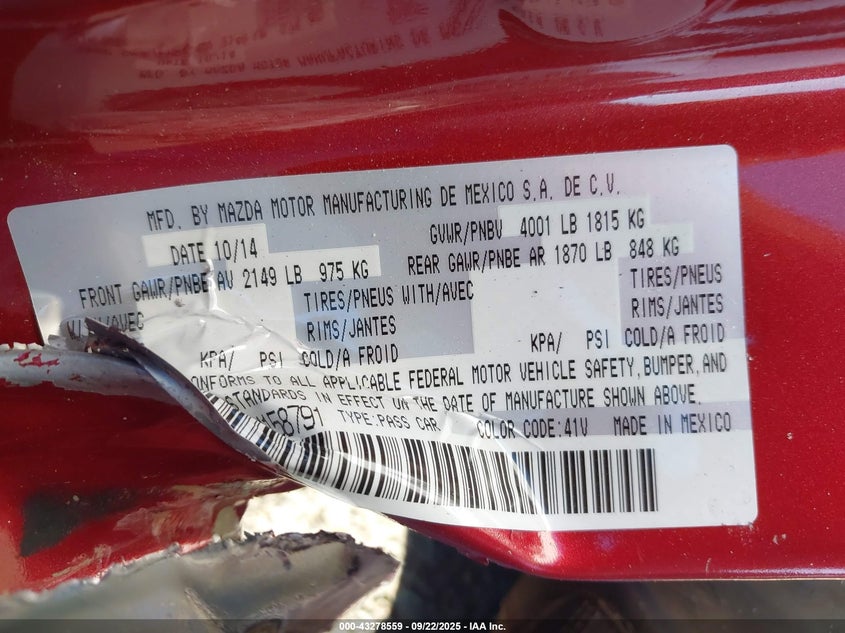 MFD. BY MAZDA MOTOR MANUFACTURING DE MEXICO S.A. DE C.V.
DATE 10/14 GVWR/PNBV 4001 LB 1815 KG
FRONT GAWR/PNBE AV 2149 LB 975 KG REAR GAWR/PNBE AR 1870 LB 848 KG
W/ /AVEC TIRES/PNEUS WITH/AVEC TIRES/PNEUS
RIMS/JANTES RIMS/JANTES
KPA/ PSI COLD/A FROID KPA/ PSI COLD/A FROID
CONFORMS TO ALL APPLICABLE FEDERAL MOTOR VEHICLE SAFETY, BUMPER, AND
STANDARDS IN EFFECT ON THE DATE OF MANUFACTURE SHOWN ABOVE.
58791 TYPE:PASS CAR COLOR CODE:41V MADE IN MEXICO
000-43278559 - 09/22/2025 - IAA Inc.